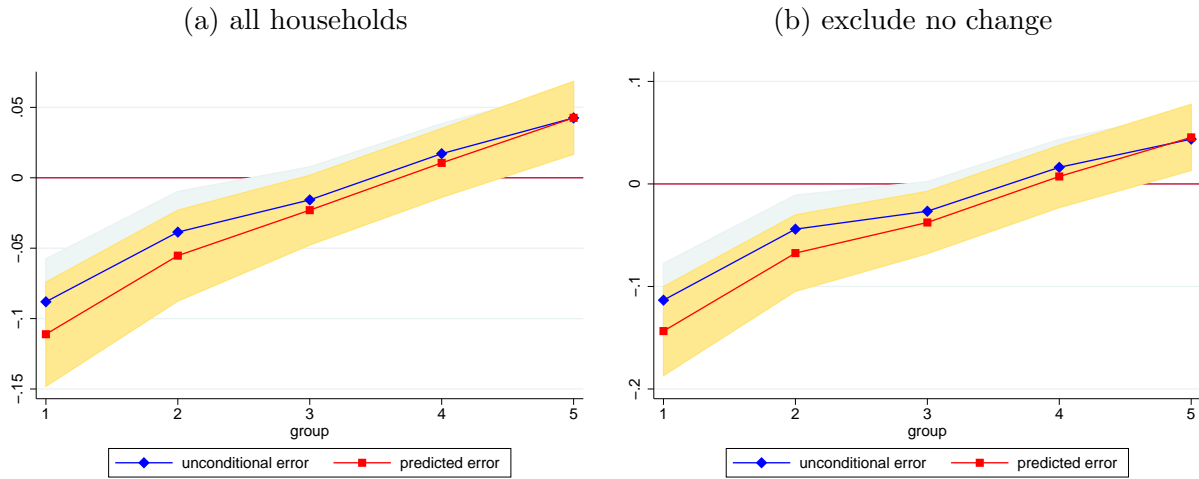 (a) all households
(b) exclude no change
.05
0
-.05
-.1
-.15
1 2 3 4 5
group
unconditional error predicted error
.1
0
-.1
-.2
1 2 3 4 5
group
unconditional error predicted error